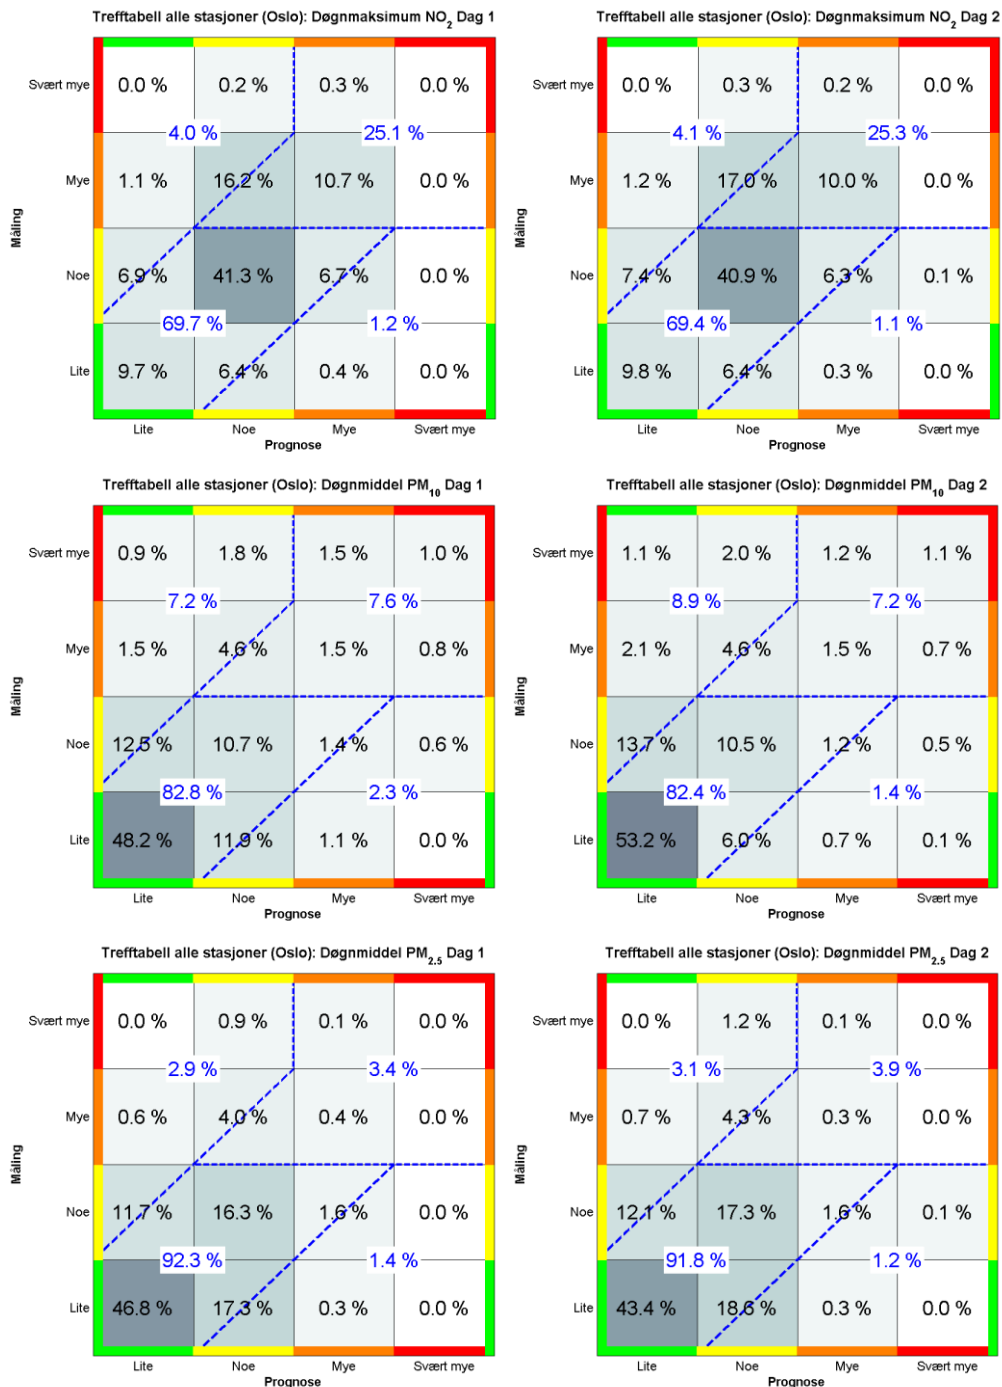 Trefftabell alle stasjoner (Oslo): Døgnmaksimum NO2 Dag 1
Svært mye 0.0 % 0.2 % 0.3 % 0.0 %
4.0 % 25.1 %
Mye 1.1 % 16.2 % 10.7 % 0.0 %
Måling
Noe 6.9 % 41.3 % 6.7 % 0.0 %
69.7 % 1.2 %
Lite 9.7 % 6.4 % 0.4 % 0.0 %
Lite Noe Mye Svært mye
Prognose
Trefftabell alle stasjoner (Oslo): Døgnmaksimum NO2 Dag 2
Svært mye 0.0 % 0.3 % 0.2 % 0.0 %
4.1 % 25.3 %
Mye 1.2 % 17.0 % 10.0 % 0.0 %
Måling
Noe 7.4 % 40.9 % 6.3 % 0.1 %
69.4 % 1.1 %
Lite 9.8 % 6.4 % 0.3 % 0.0 %
Lite Noe Mye Svært mye
Prognose
Trefftabell alle stasjoner (Oslo): Døgnmiddel PM10 Dag 1
Svært mye 0.9 % 1.8 % 1.5 % 1.0 %
7.2 % 7.6 %
Mye 1.5 % 4.6 % 1.5 % 0.8 %
Måling
Noe 12.5 % 10.7 % 1.4 % 0.6 %
82.8 % 2.3 %
Lite 48.2 % 11.9 % 1.1 % 0.0 %
Lite Noe Mye Svært mye
Prognose
Trefftabell alle stasjoner (Oslo): Døgnmiddel PM10 Dag 2
Svært mye 1.1 % 2.0 % 1.2 % 1.1 %
8.9 % 7.2 %
Mye 2.1 % 4.6 % 1.5 % 0.7 %
Måling
Noe 13.7 % 10.5 % 1.2 % 0.5 %
82.4 % 1.4 %
Lite 53.2 % 6.0 % 0.7 % 0.1 %
Lite Noe Mye Svært mye
Prognose
Trefftabell alle stasjoner (Oslo): Døgnmiddel PM2.5 Dag 1
Svært mye 0.0 % 0.9 % 0.1 % 0.0 %
2.9 % 3.4 %
Mye 0.6 % 4.0 % 0.4 % 0.0 %
Måling
Noe 11.7 % 16.3 % 1.6 % 0.0 %
92.3 % 1.4 %
Lite 46.8 % 17.3 % 0.3 % 0.0 %
Lite Noe Mye Svært mye
Prognose
Trefftabell alle stasjoner (Oslo): Døgnmiddel PM2.5 Dag 2
Svært mye 0.0 % 1.2 % 0.1 % 0.0 %
3.1 % 3.9 %
Mye 0.7 % 4.3 % 0.3 % 0.0 %
Måling
Noe 12.1 % 17.3 % 1.6 % 0.1 %
91.8 % 1.2 %
Lite 43.4 % 18.6 % 0.3 % 0.0 %
Lite Noe Mye Svært mye
Prognose